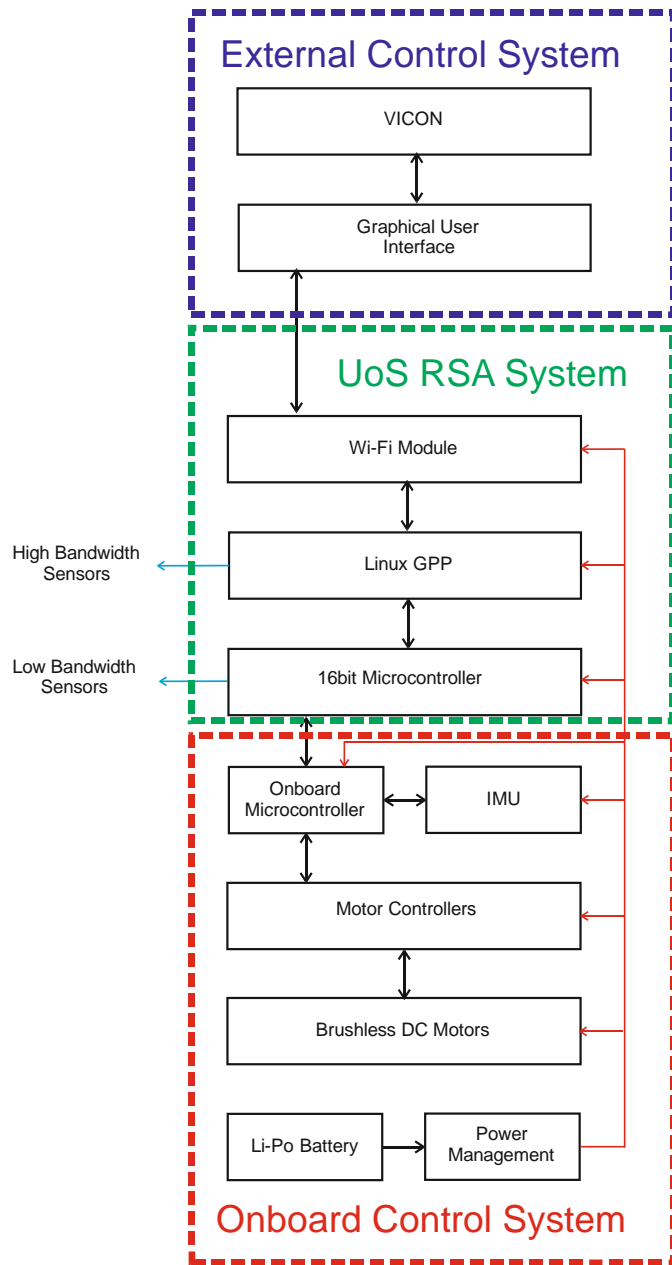 External Control System
VICON
Graphical User
Interface
UoS RSA System
Wi-Fi Module
High Bandwidth
Sensors
Linux GPP
Low Bandwidth
Sensors
16bit Microcontroller
Onboard
Microcontroller
IMU
Motor Controllers
Brushless DC Motors
Li-Po Battery
Power
Management
Onboard Control System